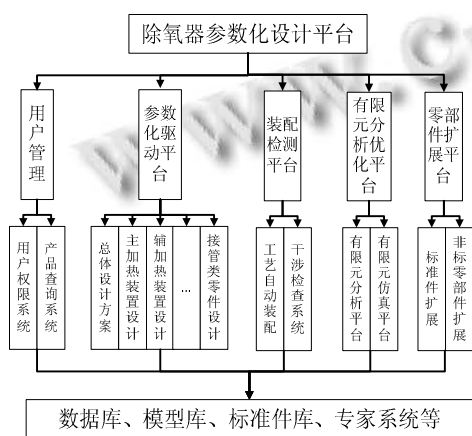 除氧器参数化设计平台
用户管理
参数化驱动平台
装配检测平台
有限元分析优化平台
零部件扩展平台
用户权限系统
产品查询系统
总体设计方案
主加热装置设计
辅加热装置设计
...
接管类零件设计
工艺自动装配
干涉检查系统
有限元分析平台
有限元仿真平台
标准件扩展
非标零部件扩展
数据库、模型库、标准件库、专家系统等
www.c